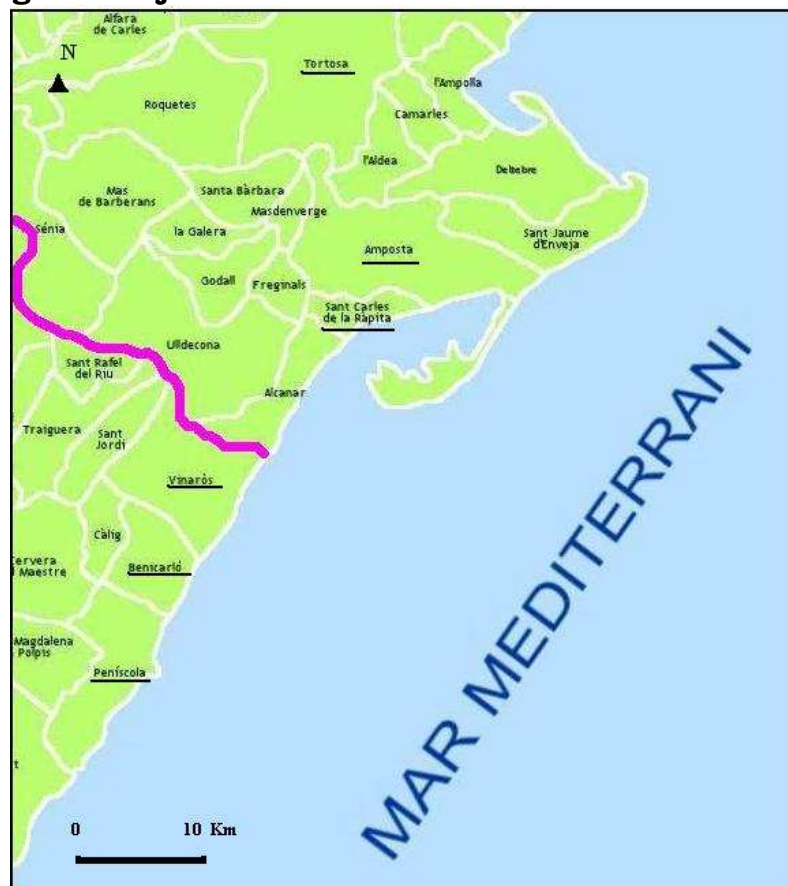 Alfara
de Carles
N
Tortosa
l'Ampolla
Roquetes
Camarles
l'Aldea
Deltebre
Mas
de Barberans
Santa Bàrbara
Masdenverge
Sénia
la Galera
Sant Jaume
d'Enveja
Amposta
Godall
Freginals
Sant Carles
de la Ràpita
Ulldecona
Sant Rafel
del Riu
Alcanar
Traiguera
Sant
Jordi
Vinaròs
MAR MEDITERRANI
Càlig
ervera
Maestre
Benicarló
Magdalena
Polpis
Peníscola
t
0 10 Km